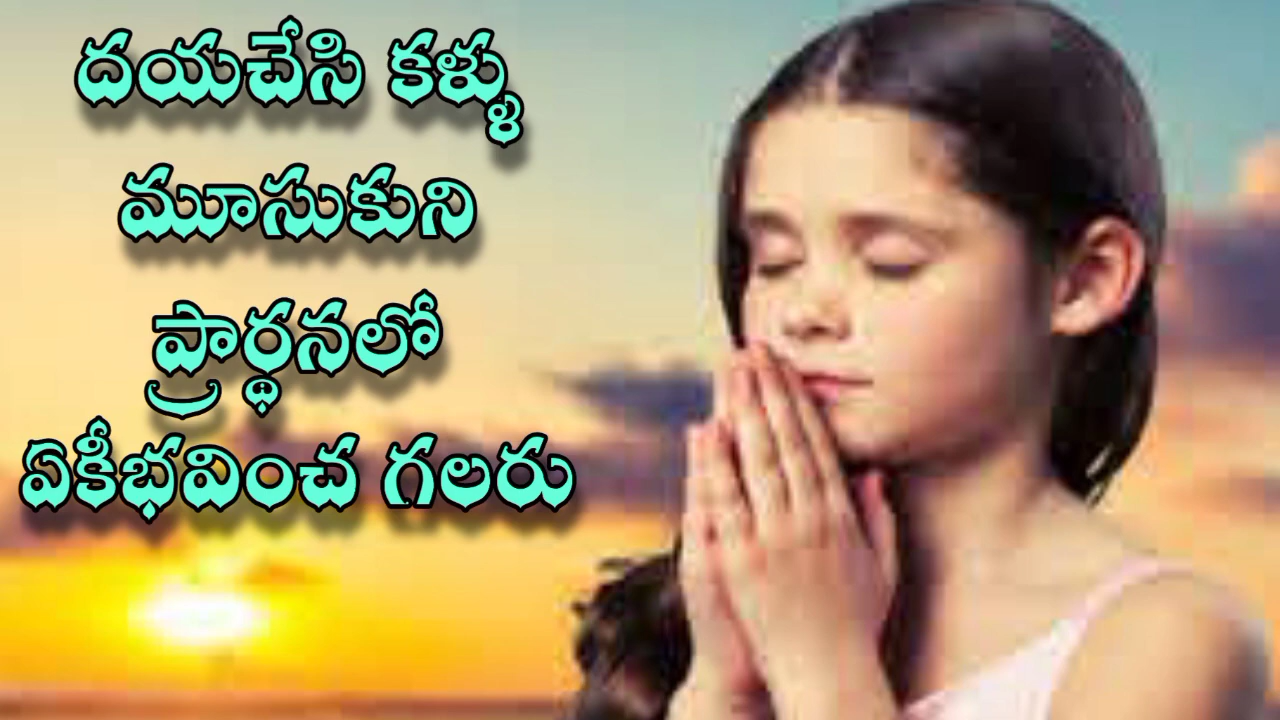 దయచేసి కళ్ళు
మూసుకుని
ప్రార్థనలో
ఏకీభవించ గలరు